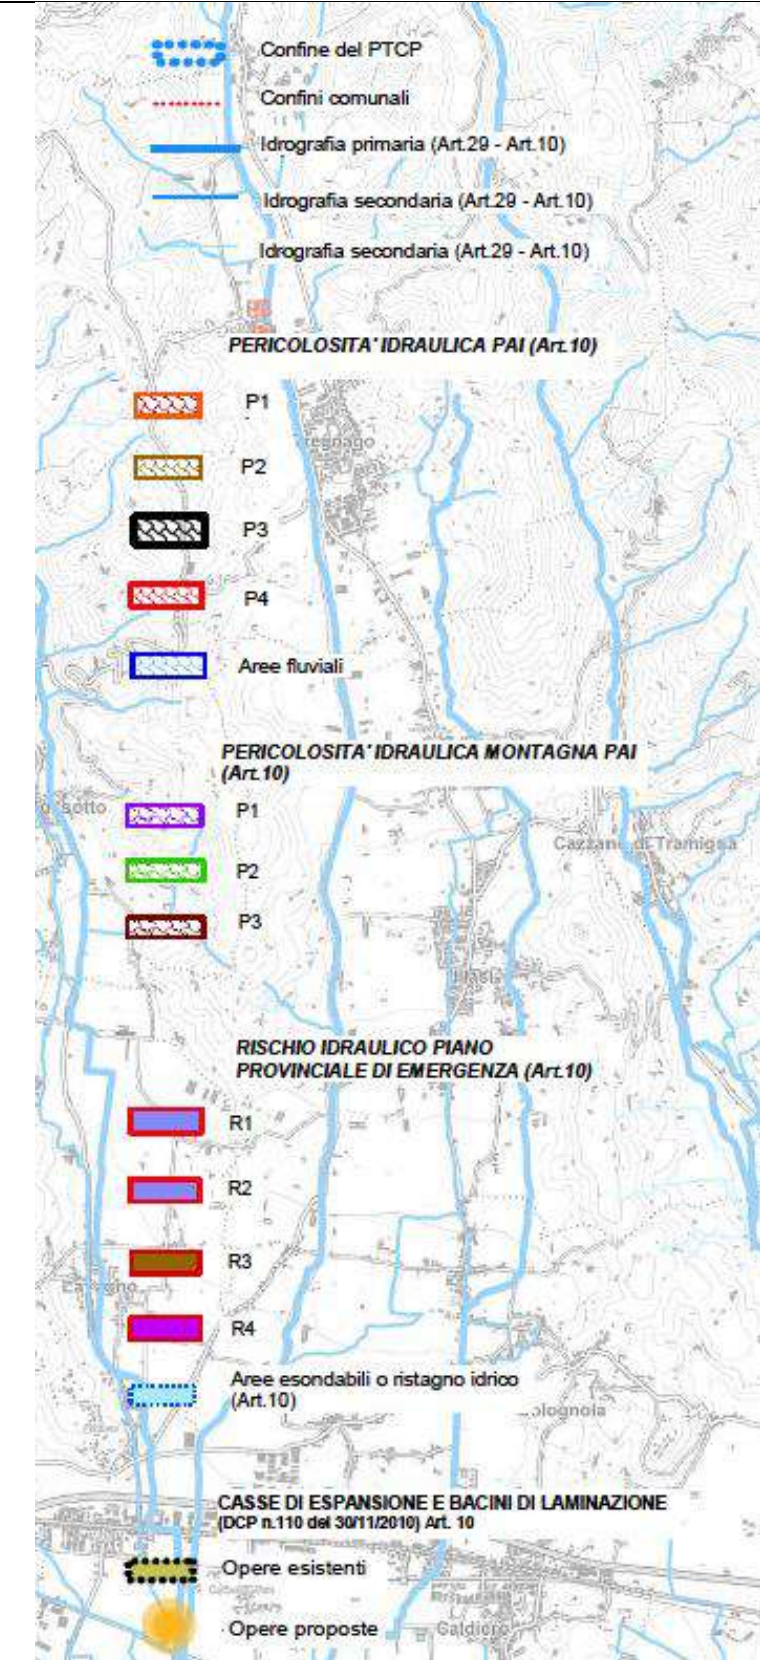 Confine del PTCP
Confini comunali
Idrografia primaria (Art.29 - Art.10)
Idrografia secondaria (Art.29 - Art.10)
Idrografia secondaria (Art.29 - Art.10)
PERICOLOSITA' IDRAULICA PAI (Art.10)
P1
P2
P3
P4
Aree fluviali
PERICOLOSITA' IDRAULICA MONTAGNA PAI
(Art.10)
P1
sotto
P2
Cazzano di Tramigna
P3
RISCHIO IDRAULICO PIANO
PROVINCIALE DI EMERGENZA (Art.10)
R1
R2
R3
R4
Aree esondabili o ristagno idrico
(Art.10)
CASSE DI ESPANSIONE E BACINI DI LAMINAZIONE
(DCP n.110 del 30/11/2010) Art. 10
Opere esistenti
Opere proposte
Caldiero